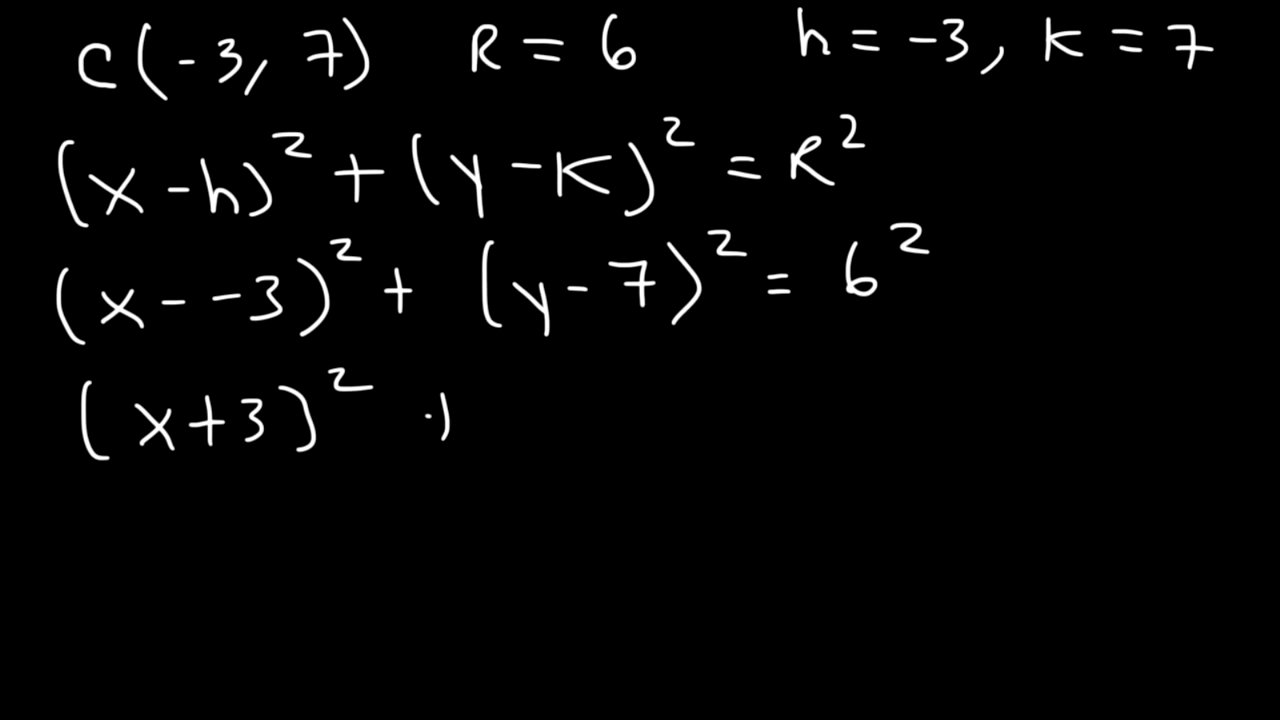 C(-3, 7) R = 6 h = -3, K = 7
(x - h)² + (y - K)² = R²
(x - -3)² + (y - 7)² = 6²
(x + 3)²